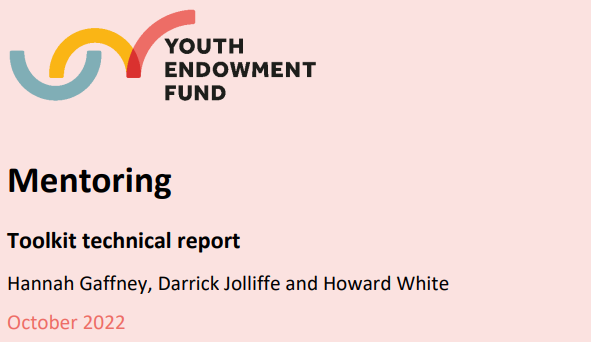 YOUTH
ENDOWMENT
FUND
Mentoring
Toolkit technical report
Hannah Gaffney, Darrick Jolliffe and Howard White
October 2022